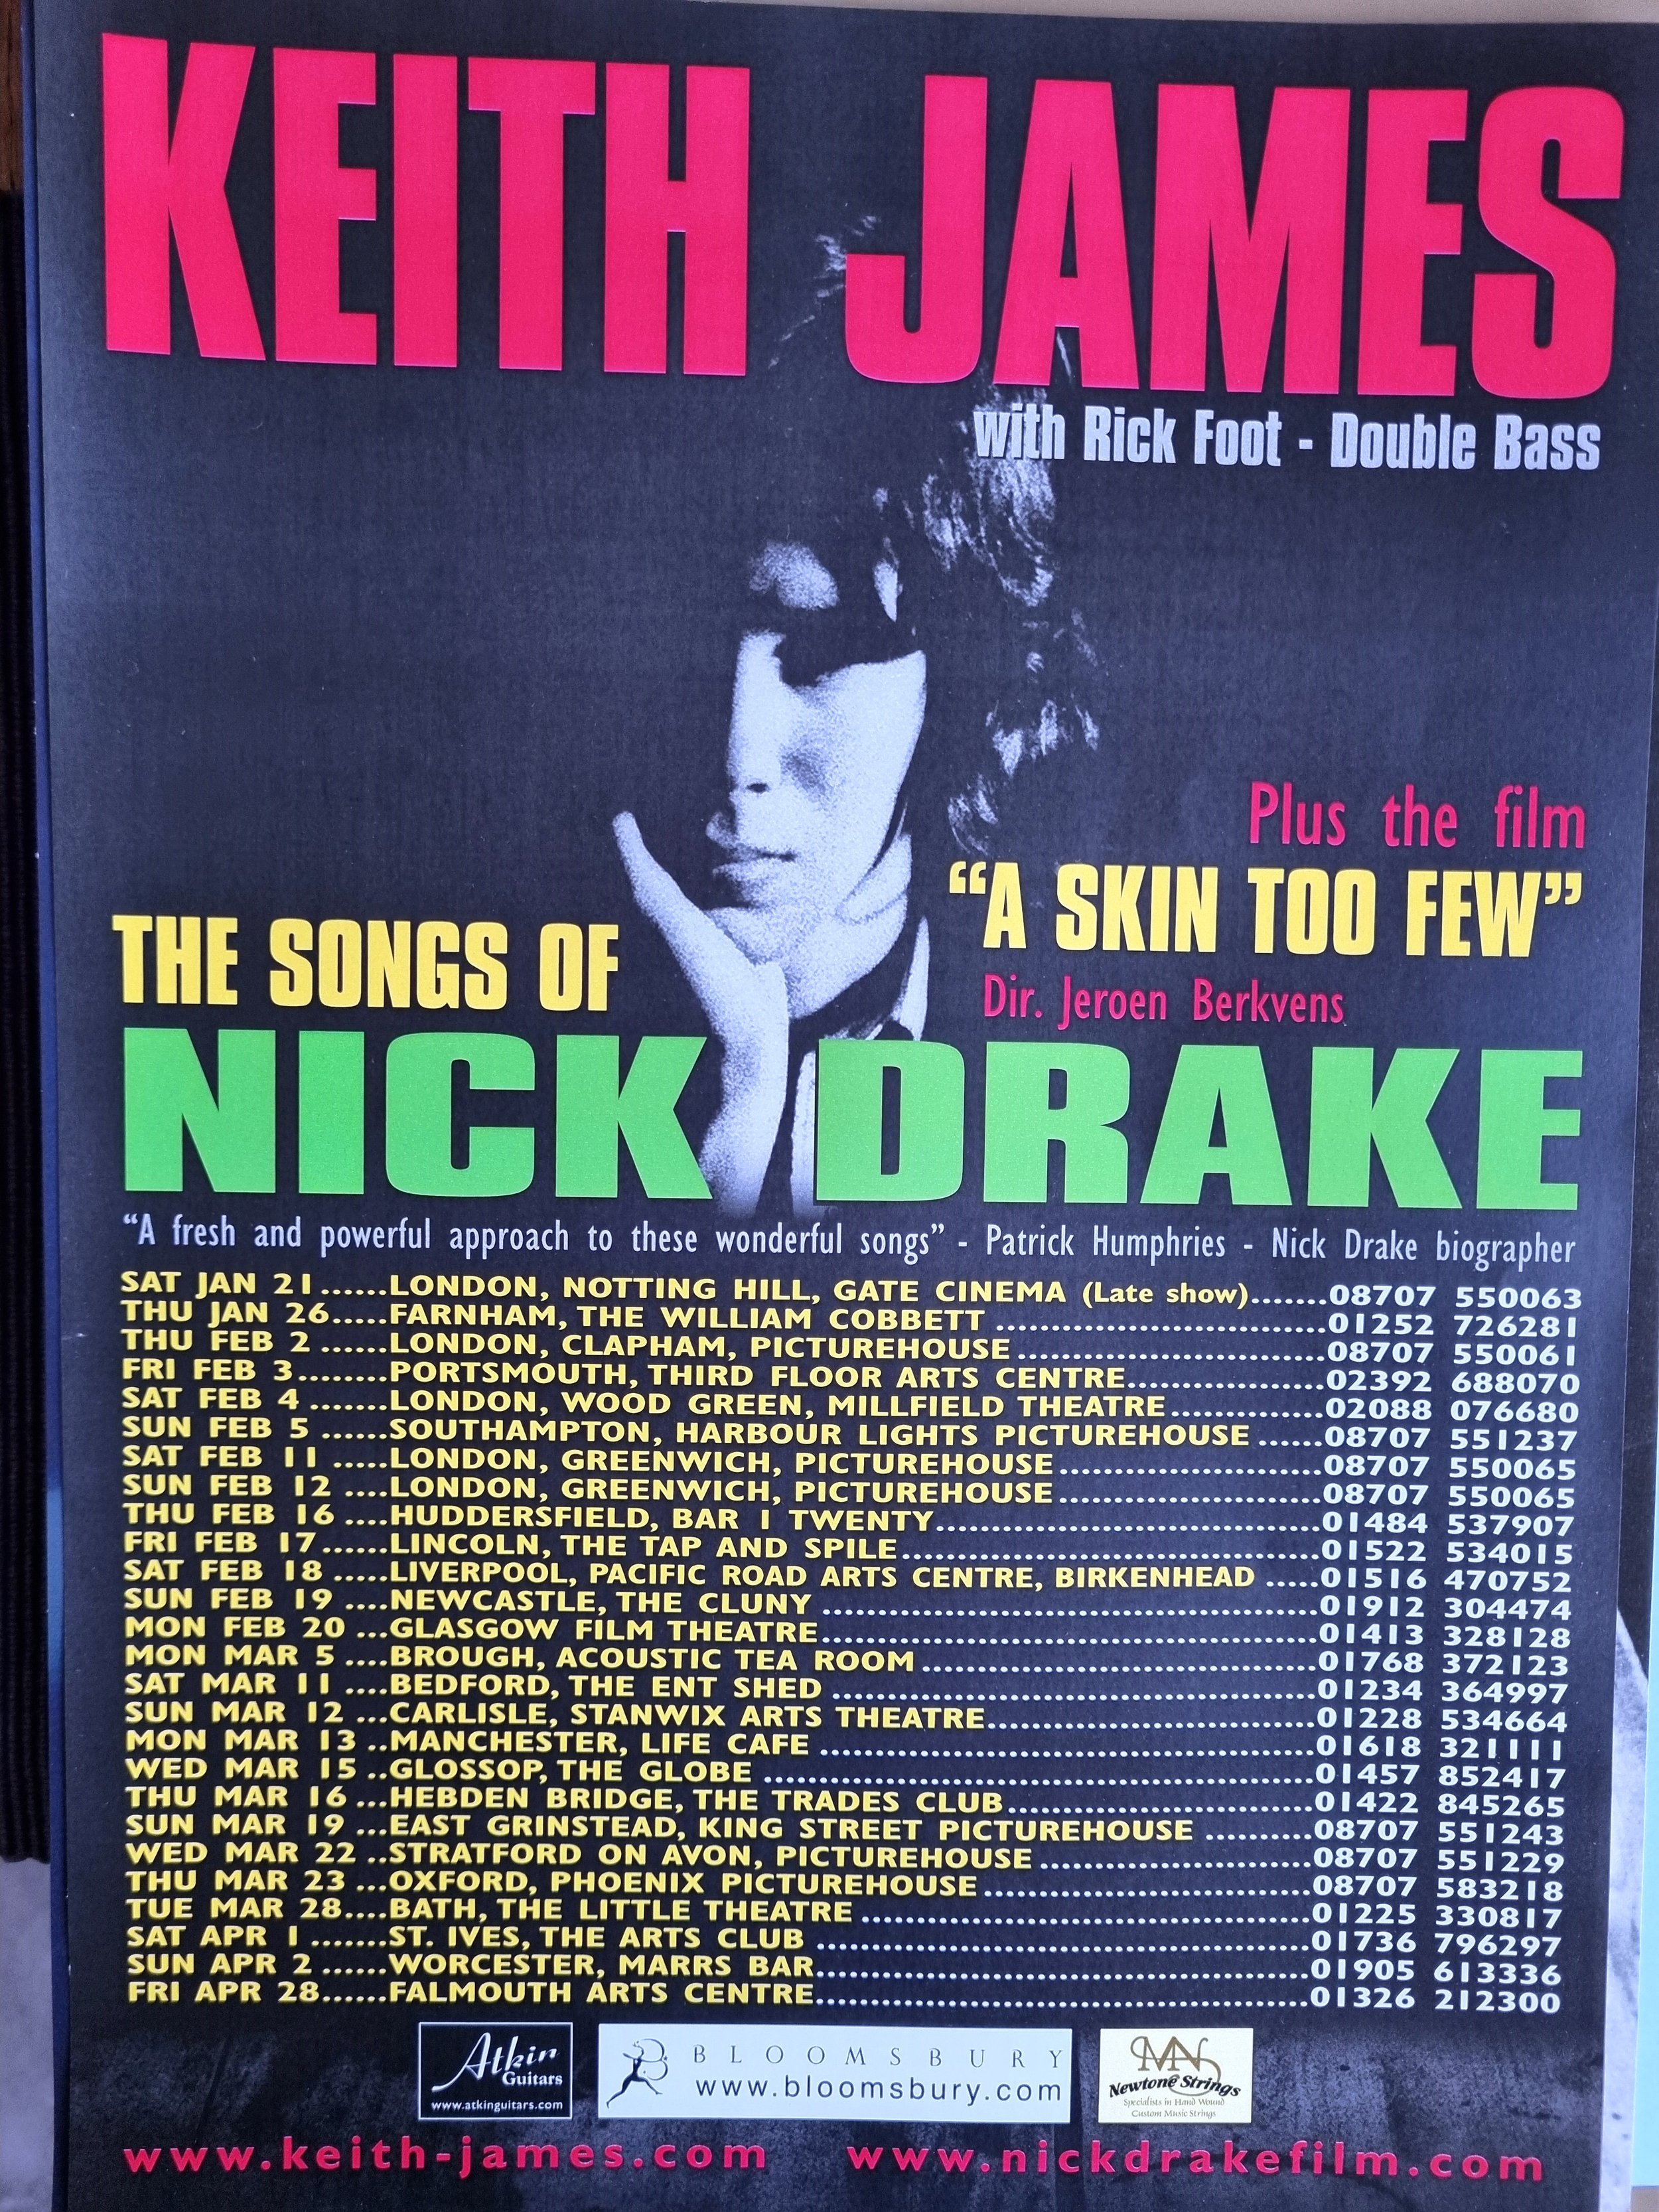 KEITH JAMES
with Rick Foot - Double Bass
Plus the film
“A SKIN TOO FEW”
Dir. Jeroen Berkvens
THE SONGS OF
NICK DRAKE
“A fresh and powerful approach to these wonderful songs” - Patrick Humphries - Nick Drake biographer
SAT JAN 21......LONDON, NOTTING HILL, GATE CINEMA (Late show).......08707 550063
THU JAN 26.....FARNHAM, THE WILLIAM COBBETT ................................01252 726281
THU FEB 2 ......LONDON, CLAPHAM, PICTUREHOUSE..............................08707 550061
FRI FEB 3........PORTSMOUTH, THIRD FLOOR ARTS CENTRE...................02392 688070
SAT FEB 4 .......LONDON, WOOD GREEN, MILLFIELD THEATRE...............02088 076680
SUN FEB 5 ......SOUTHAMPTON, HARBOUR LIGHTS PICTUREHOUSE ......08707 551237
SAT FEB 11 .....LONDON, GREENWICH, PICTUREHOUSE..........................08707 550065
SUN FEB 12 ....LONDON, GREENWICH, PICTUREHOUSE..........................08707 550065
THU FEB 16 ....HUDDERSFIELD, BAR 1 TWENTY.....................................01484 537907
FRI FEB 17......LINCOLN, THE TAP AND SPILE........................................01522 534015
SAT FEB 18 .....LIVERPOOL, PACIFIC ROAD ARTS CENTRE, BIRKENHEAD .....01516 470752
SUN FEB 19 ....NEWCASTLE, THE CLUNY ................................................01912 304474
MON FEB 20 ...GLASGOW FILM THEATRE................................................01413 328128
MON MAR 5 ....BROUGH, ACOUSTIC TEA ROOM ......................................01768 372123
SAT MAR 11 ....BEDFORD, THE ENT SHED ...............................................01234 364997
SUN MAR 12 ...CARLISLE, STANWIX ARTS THEATRE................................01228 534664
MON MAR 13 ..MANCHESTER, LIFE CAFE ................................................01618 321111
WED MAR 15 ..GLOSSOP, THE GLOBE .....................................................01457 852417
THU MAR 16 ...HEBDEN BRIDGE, THE TRADES CLUB..............................01422 845265
SUN MAR 19 ...EAST GRINSTEAD, KING STREET PICTUREHOUSE ..........08707 551243
WED MAR 22 ..STRATFORD ON AVON, PICTUREHOUSE ..........................08707 551229
THU MAR 23 ...OXFORD, PHOENIX PICTUREHOUSE................................08707 583218
TUE MAR 28....BATH, THE LITTLE THEATRE ...........................................01225 330817
SAT APR 1 .......ST. IVES, THE ARTS CLUB ................................................01736 796297
SUN APR 2 ......WORCESTER, MARRS BAR................................................01905 613336
FRI APR 28......FALMOUTH ARTS CENTRE................................................01326 212300
Atkin
Guitars
www.atkinguitars.com
BLOOMSBURY
www.bloomsbury.com
Newtone Strings
Specialists in Hand Wound
Custom Music Strings
www.keith-james.com www.nickdrakefilm.com